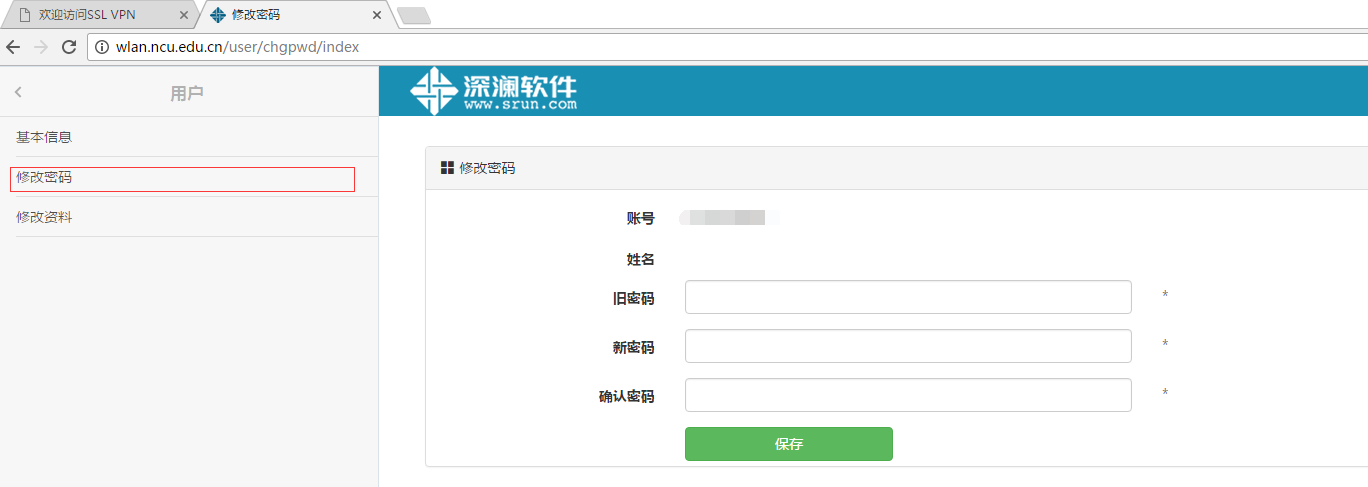 欢迎访问SSL VPN
修改密码
wlan.ncu.edu.cn/user/chgpwd/index
用户
基本信息
修改密码
修改资料
深澜软件
www.srun.com
修改密码
账号
姓名
旧密码 *
新密码 *
确认密码 *
保存